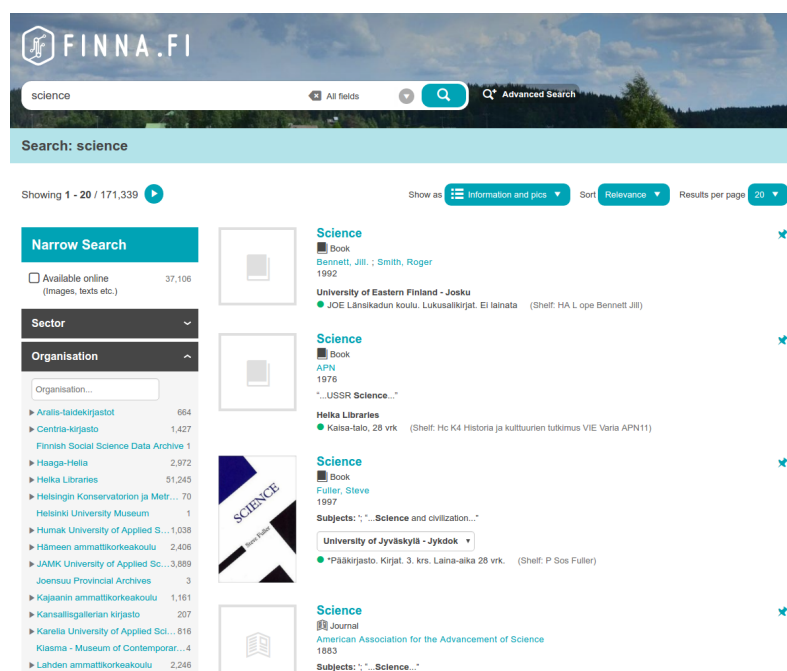 FINNA.FI
science All fields Advanced Search
Search: science
Showing 1 - 20 / 171,339
Show as Information and pics Sort Relevance Results per page 20
Narrow Search
Available online 37,106
(Images, texts etc.)
Sector
Organisation
Organisation...
Aralis-taidekirjastot 664
Centria-kirjasto 1,427
Finnish Social Science Data Archive 1
Haaga-Helia 2,972
Helka Libraries 51,245
Helsingin Konservatorion ja Metr... 70
Helsinki University Museum 1
Humak University of Applied S... 1,038
Hämeen ammattikorkeakoulu 2,406
JAMK University of Applied Sc... 3,889
Joensuu Provincial Archives 3
Kajaanin ammattikorkeakoulu 1,161
Kansallisgallerian kirjasto 207
Karelia University of Applied Sci... 816
Kiasma - Museum of Contemporar... 4
Lahden ammattikorkeakoulu 2,246
Science
Book
Bennett, Jill. ; Smith, Roger
1992
University of Eastern Finland - Josku
JOE Länsikadun koulu. Lukusalikirjat. Ei lainata (Shelf: HA L ope Bennett Jill)
Science
Book
APN
1976
"...USSR Science..."
Helka Libraries
Kaisa-talo, 28 vrk (Shelf: Hc K4 Historia ja kulttuurien tutkimus VIE Varia APN11)
SCIENCE
Steve Fuller
Science
Book
Fuller, Steve
1997
Subjects: '; "...Science and civilization..."
University of Jyväskylä - Jykdok
*Pääkirjasto. Kirjat. 3. krs. Laina-aika 28 vrk. (Shelf: P Sos Fuller)
Science
Journal
American Association for the Advancement of Science
1883
Subjects: '; "...Science..."